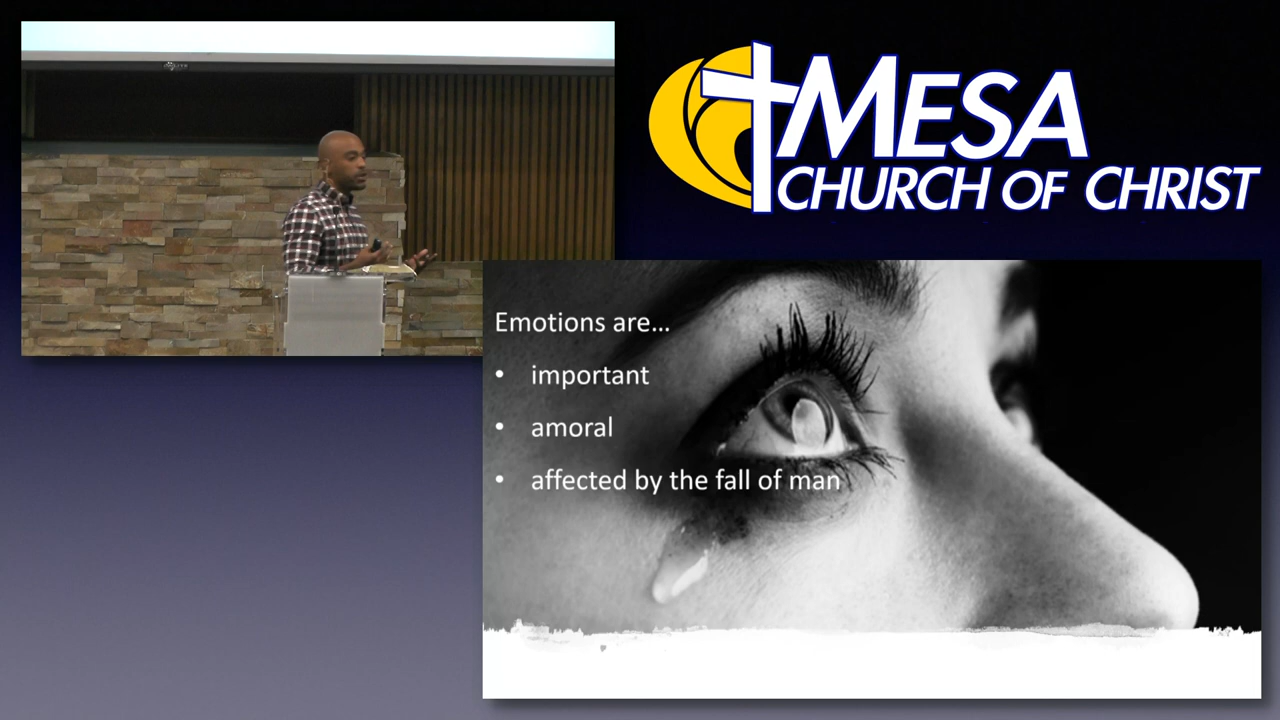 MESA
CHURCH OF CHRIST
Emotions are...
• important
• amoral
• affected by the fall of man